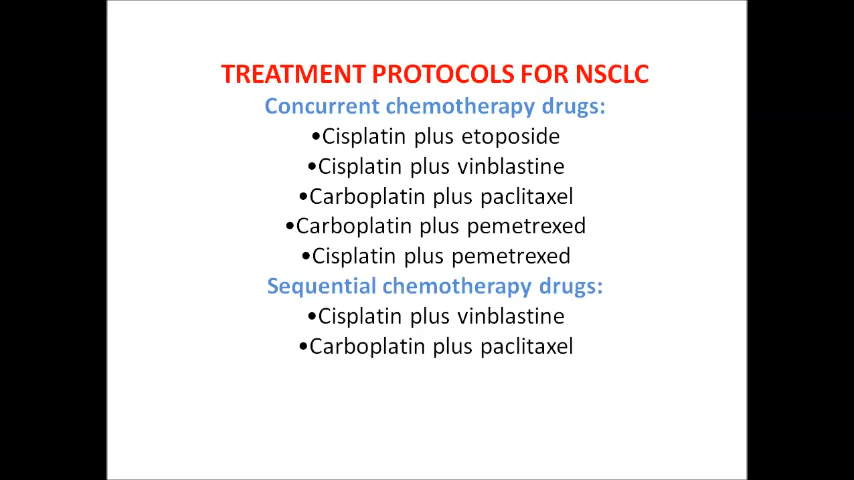 TREATMENT PROTOCOLS FOR NSCLC
Concurrent chemotherapy drugs:
•Cisplatin plus etoposide
•Cisplatin plus vinblastine
•Carboplatin plus paclitaxel
•Carboplatin plus pemetrexed
•Cisplatin plus pemetrexed
Sequential chemotherapy drugs:
•Cisplatin plus vinblastine
•Carboplatin plus paclitaxel